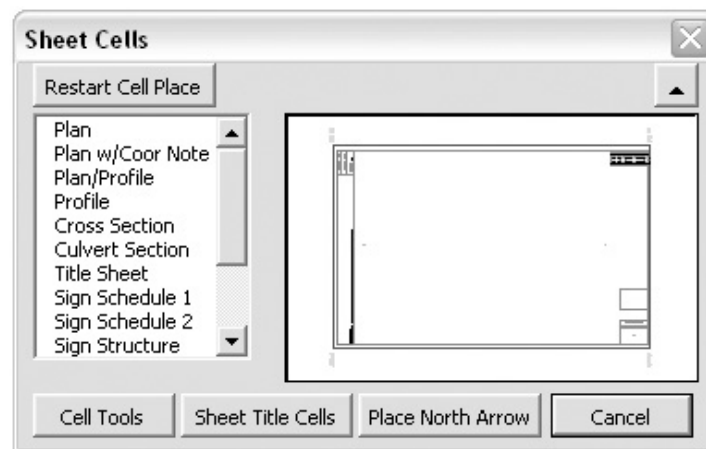 Sheet Cells
Restart Cell Place
Plan
Plan w/Coor Note
Plan/Profile
Profile
Cross Section
Culvert Section
Title Sheet
Sign Schedule 1
Sign Schedule 2
Sign Structure
Cell Tools
Sheet Title Cells
Place North Arrow
Cancel